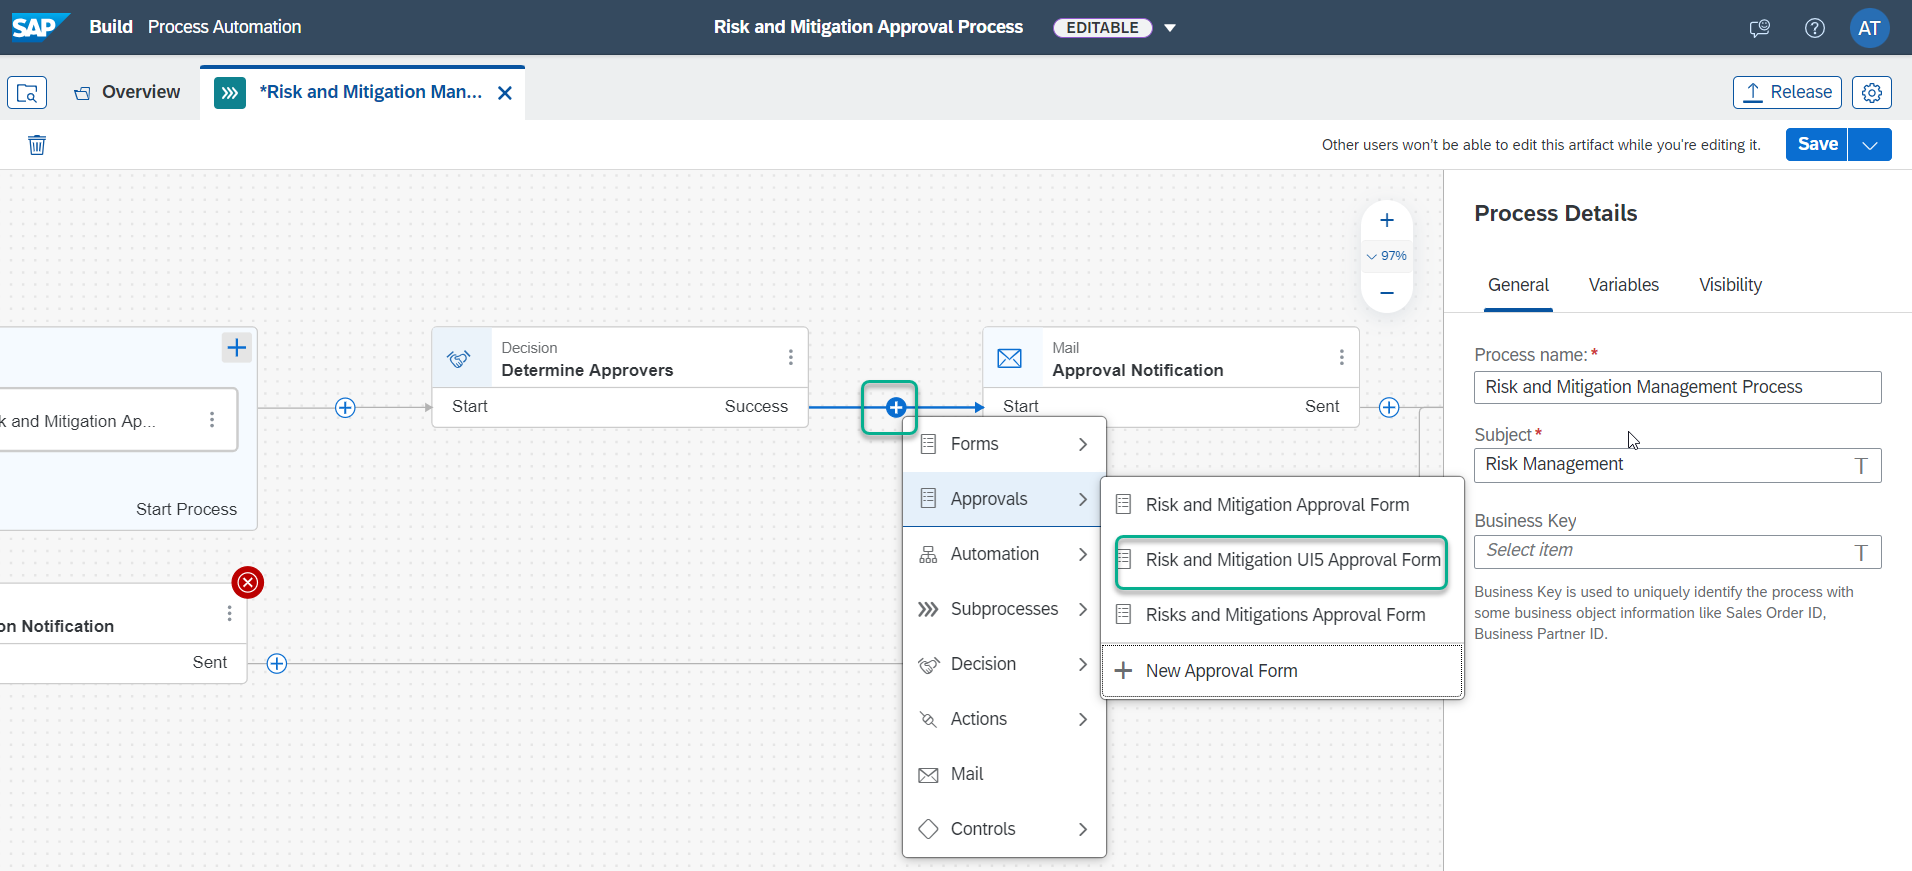 SAP Build Process Automation
Risk and Mitigation Approval Process EDITABLE
AT
Overview
*Risk and Mitigation Man...
Release
Other users won't be able to edit this artifact while you're editing it.
Save
97%
k and Mitigation Ap...
Start Process
Decision
Determine Approvers
Start
Success
Mail
Approval Notification
Start
Sent
on Notification
Sent
Forms
Approvals
Automation
Subprocesses
Decision
Actions
Mail
Controls
Risk and Mitigation Approval Form
Risk and Mitigation UI5 Approval Form
Risks and Mitigations Approval Form
New Approval Form
Process Details
General
Variables
Visibility
Process name:*
Risk and Mitigation Management Process
Subject*
Risk Management
Business Key
Select item
Business Key is used to uniquely identify the process with
some business object information like Sales Order ID,
Business Partner ID.